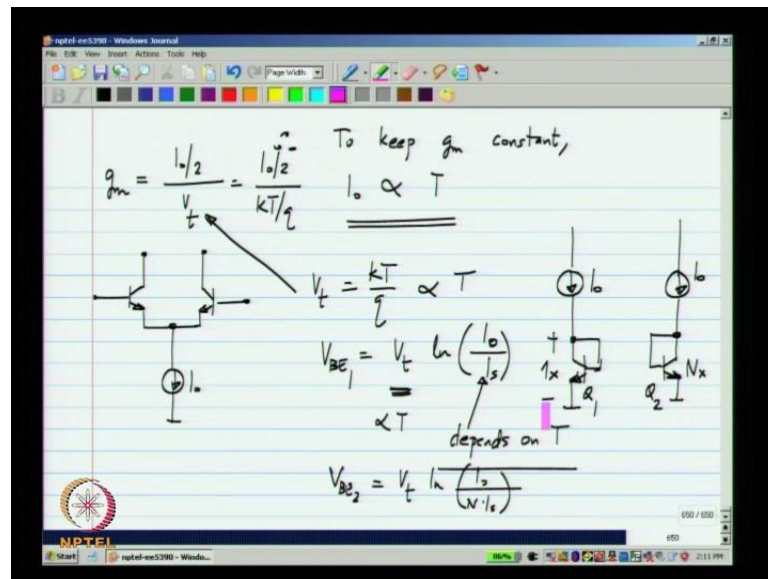 nptel-ee5390 - Windows Journal
File Edit View Insert Actions Tools Help
Page Width
B I
gm = I₀/2 / Vt = I₀/2 / kT/q
To keep gm constant,
I₀ ∝ T
Vt = kT/q ∝ T
VBE₁ = Vt ln (I₀/Is)
∝T
depends on T
VBE₂ = Vt ln (I₀/N·Is)
I₀
I₀
I₀
+
1x
-
Q₁
Nx
Q₂
650 / 650
650
NPTEL
Start
nptel-ee5390 - Windo...
86%
2:11 PM